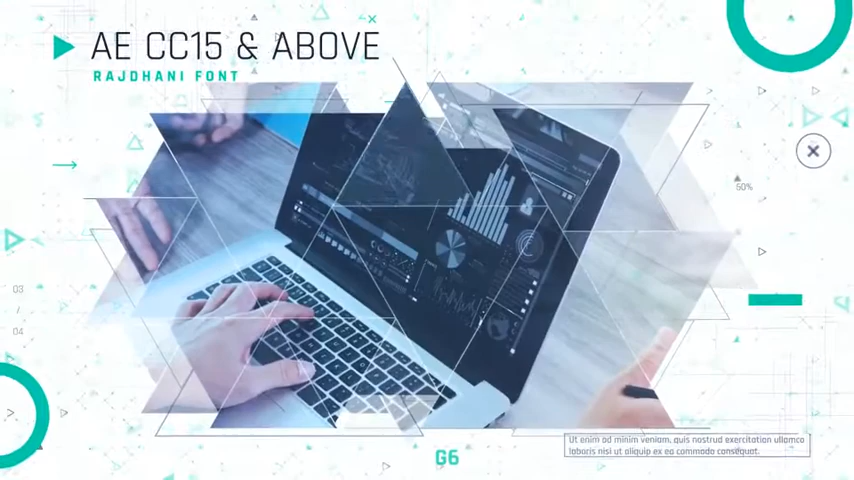 AE CC15 & ABOVE
RAJDHANI FONT
50%
03
/
04
G6
Ut enim ad minim veniam, quis nostrud exercitation ullamco
laboris nisi ut aliquip ex ea commodo consequat.